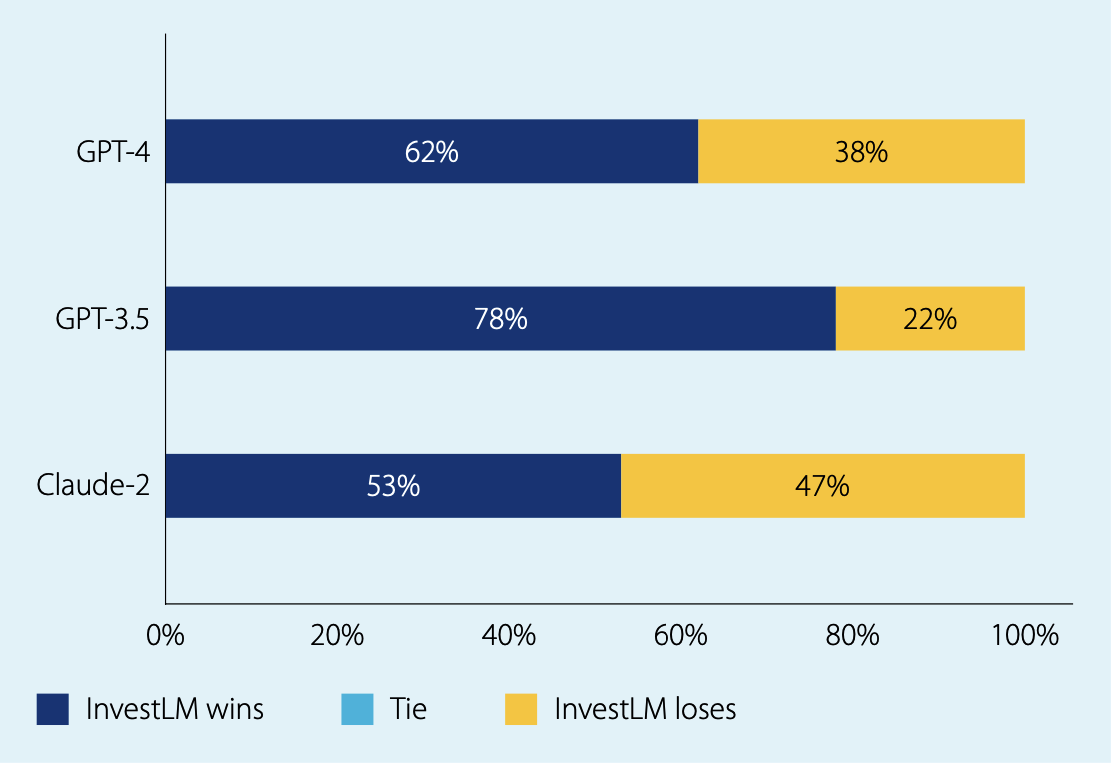 GPT-4 62% 38%
GPT-3.5 78% 22%
Claude-2 53% 47%
0% 20% 40% 60% 80% 100%
InvestLM wins Tie InvestLM loses